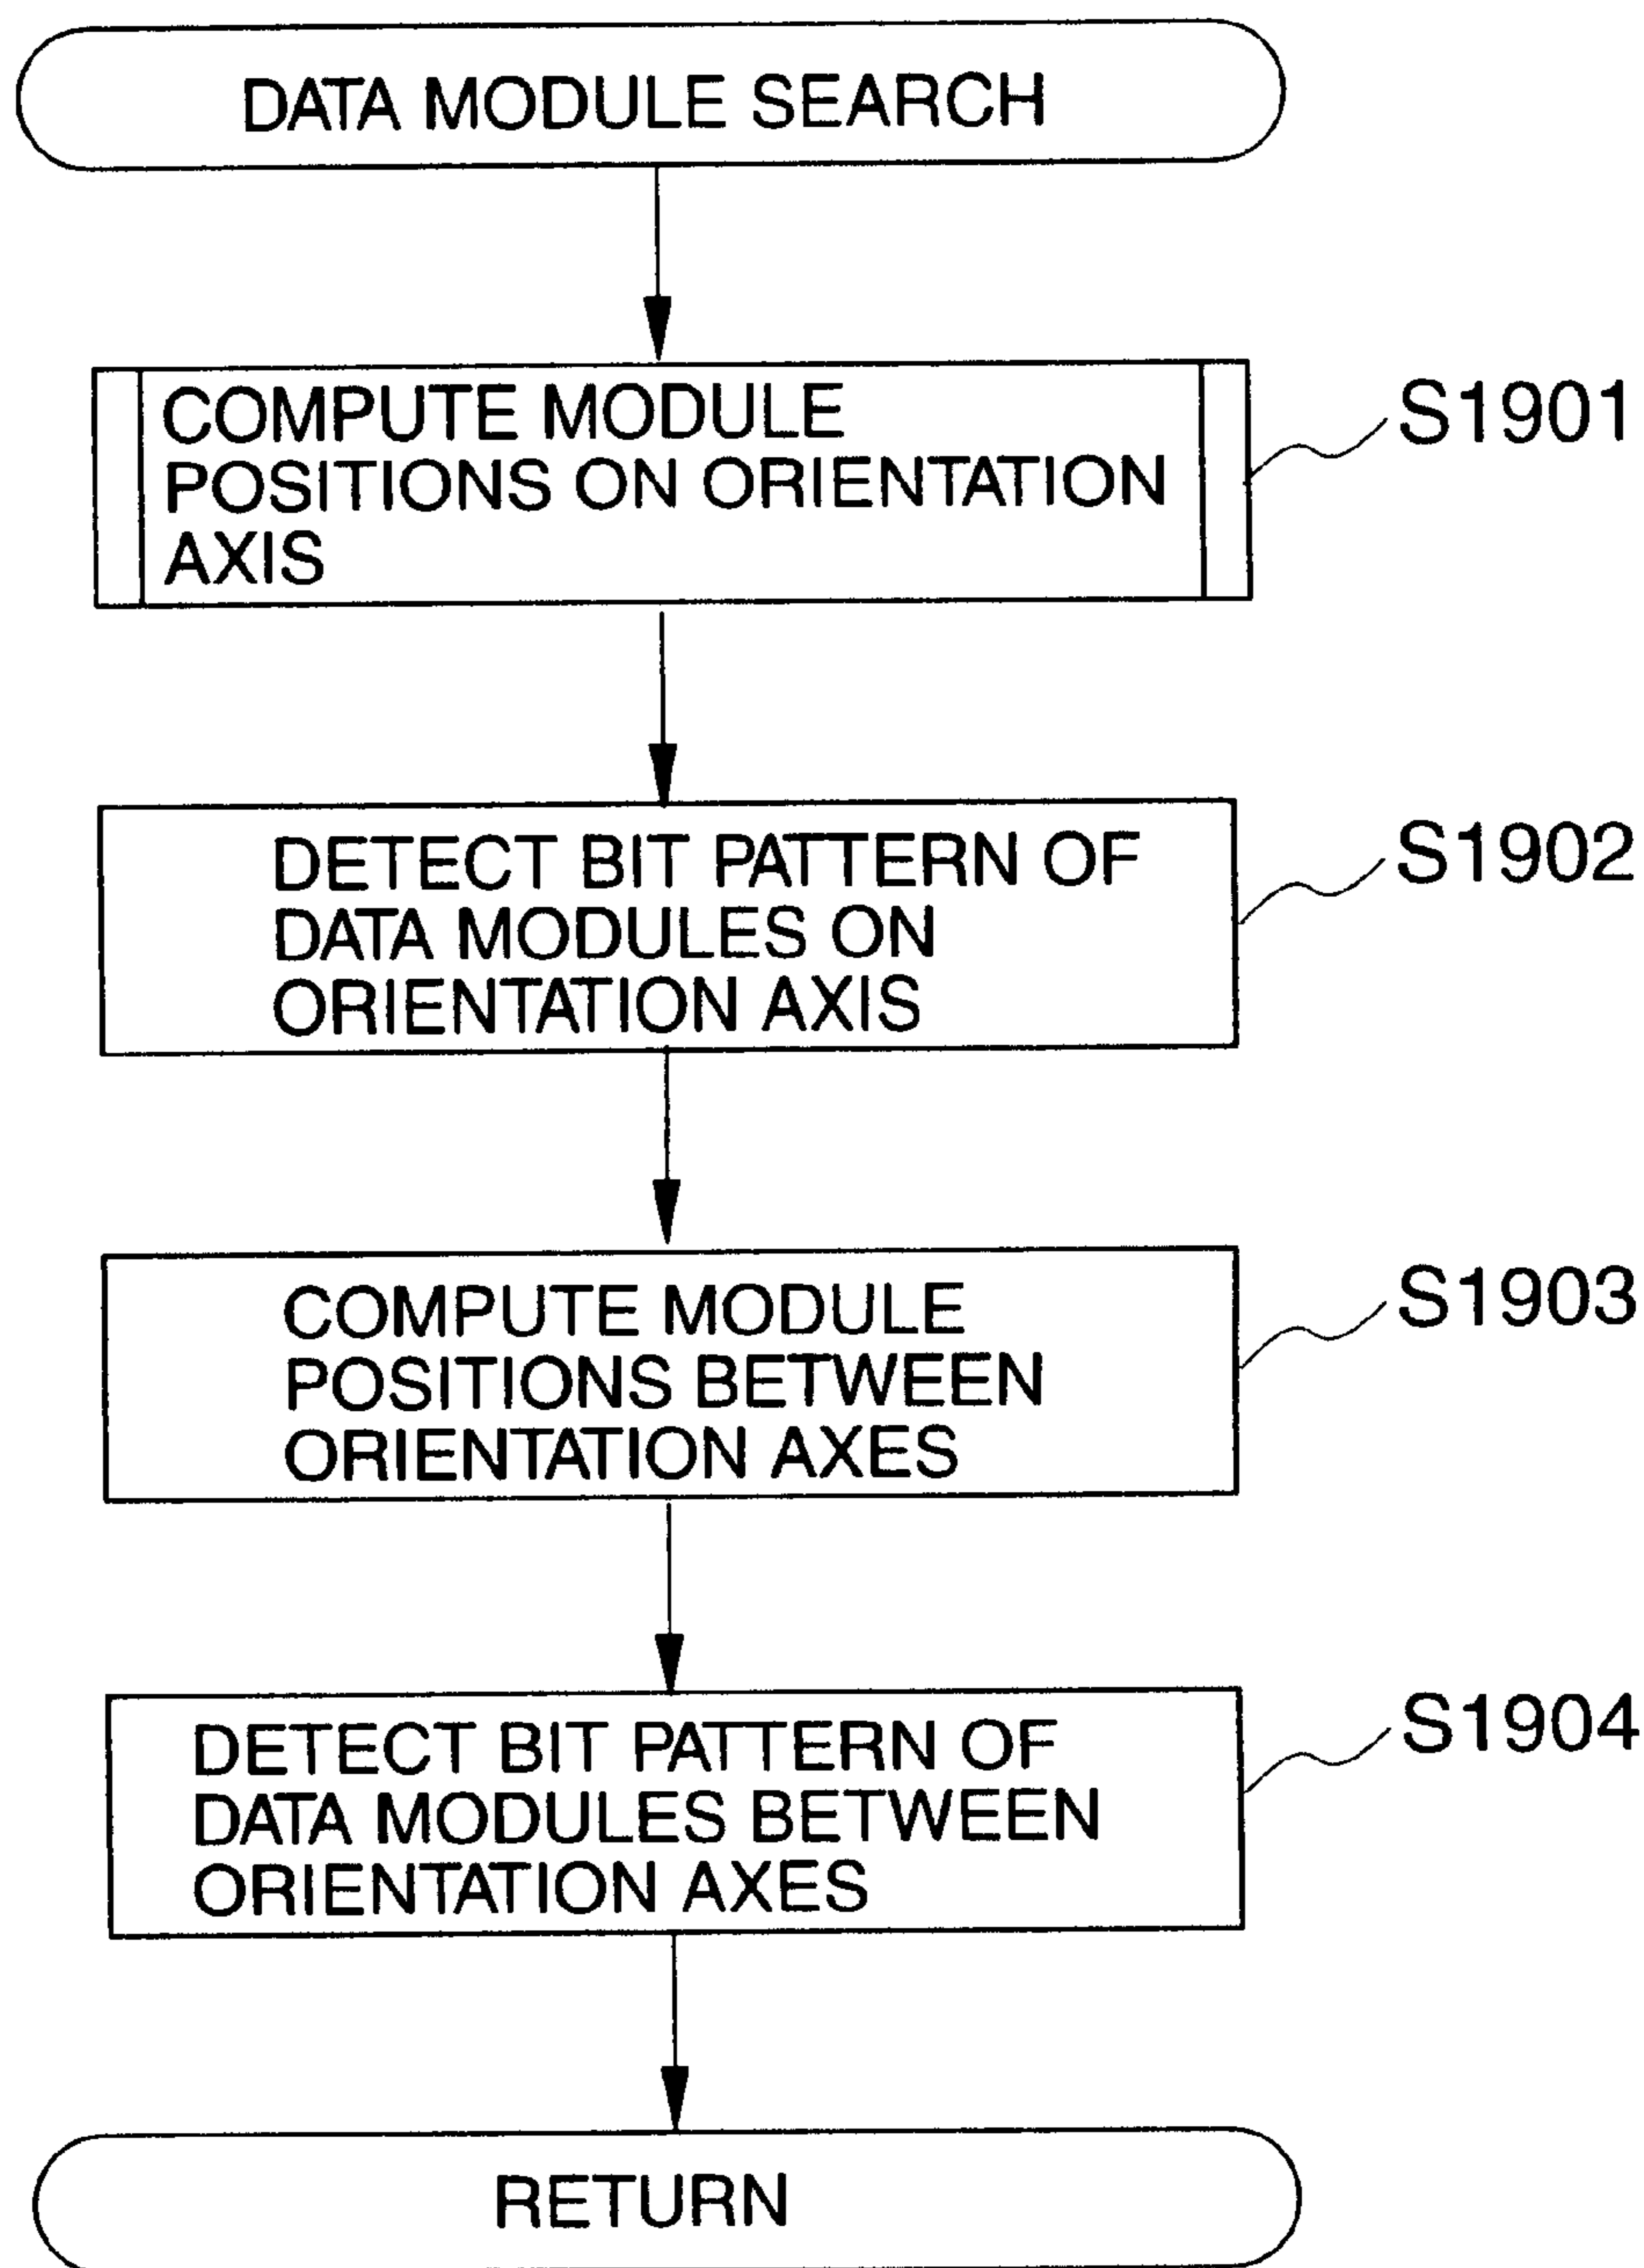 DATA MODULE SEARCH
COMPUTE MODULE
POSITIONS ON ORIENTATION
AXIS
S1901
DETECT BIT PATTERN OF
DATA MODULES ON
ORIENTATION AXIS
S1902
COMPUTE MODULE
POSITIONS BETWEEN
ORIENTATION AXES
S1903
DETECT BIT PATTERN OF
DATA MODULES BETWEEN
ORIENTATION AXES
S1904
RETURN